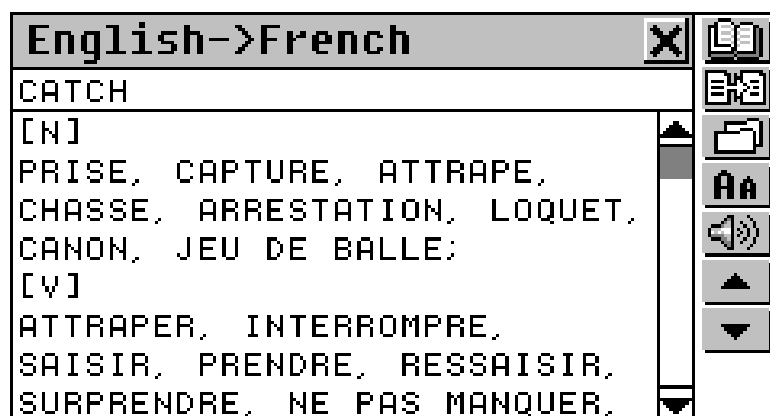 English->French
CATCH
[N]
PRISE, CAPTURE, ATTRAPE,
CHASSE, ARRESTATION, LOQUET,
CANON, JEU DE BALLE;
[V]
ATTRAPER, INTERROMPRE,
SAISIR, PRENDRE, RESSAISIR,
SURPRENDRE, NE PAS MANQUER,
AA